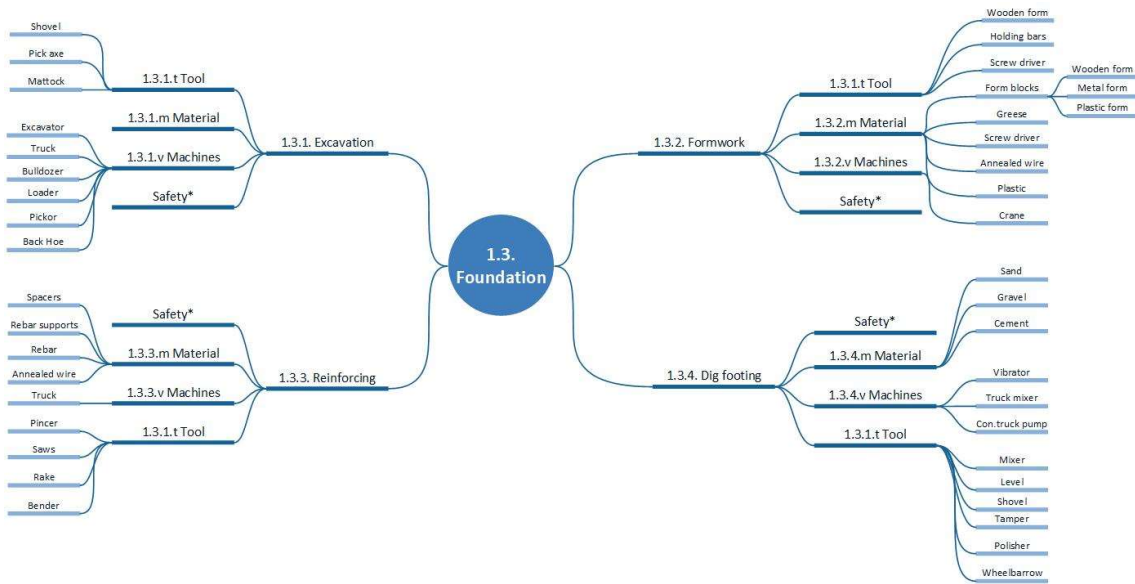 Shovel
Pick axe
Mattock
1.3.1.t Tool
1.3.1.m Material
Excavator
Truck
Bulldozer
Loader
Pickor
Back Hoe
1.3.1.v Machines
Safety*
1.3.1. Excavation
Spacers
Rebar supports
Rebar
Annealed wire
Truck
Pincer
Saws
Rake
Bender
Safety*
1.3.3.m Material
1.3.3.v Machines
1.3.1.t Tool
1.3.3. Reinforcing
1.3.
Foundation
1.3.2. Formwork
1.3.1.t Tool
1.3.2.m Material
1.3.2.v Machines
Safety*
Wooden form
Holding bars
Screw driver
Form blocks
Wooden form
Metal form
Plastic form
Greese
Screw driver
Annealed wire
Plastic
Crane
1.3.4. Dig footing
Safety*
1.3.4.m Material
1.3.4.v Machines
1.3.1.t Tool
Sand
Gravel
Cement
Vibrator
Truck mixer
Con.truck pump
Mixer
Level
Shovel
Tamper
Polisher
Wheelbarrow